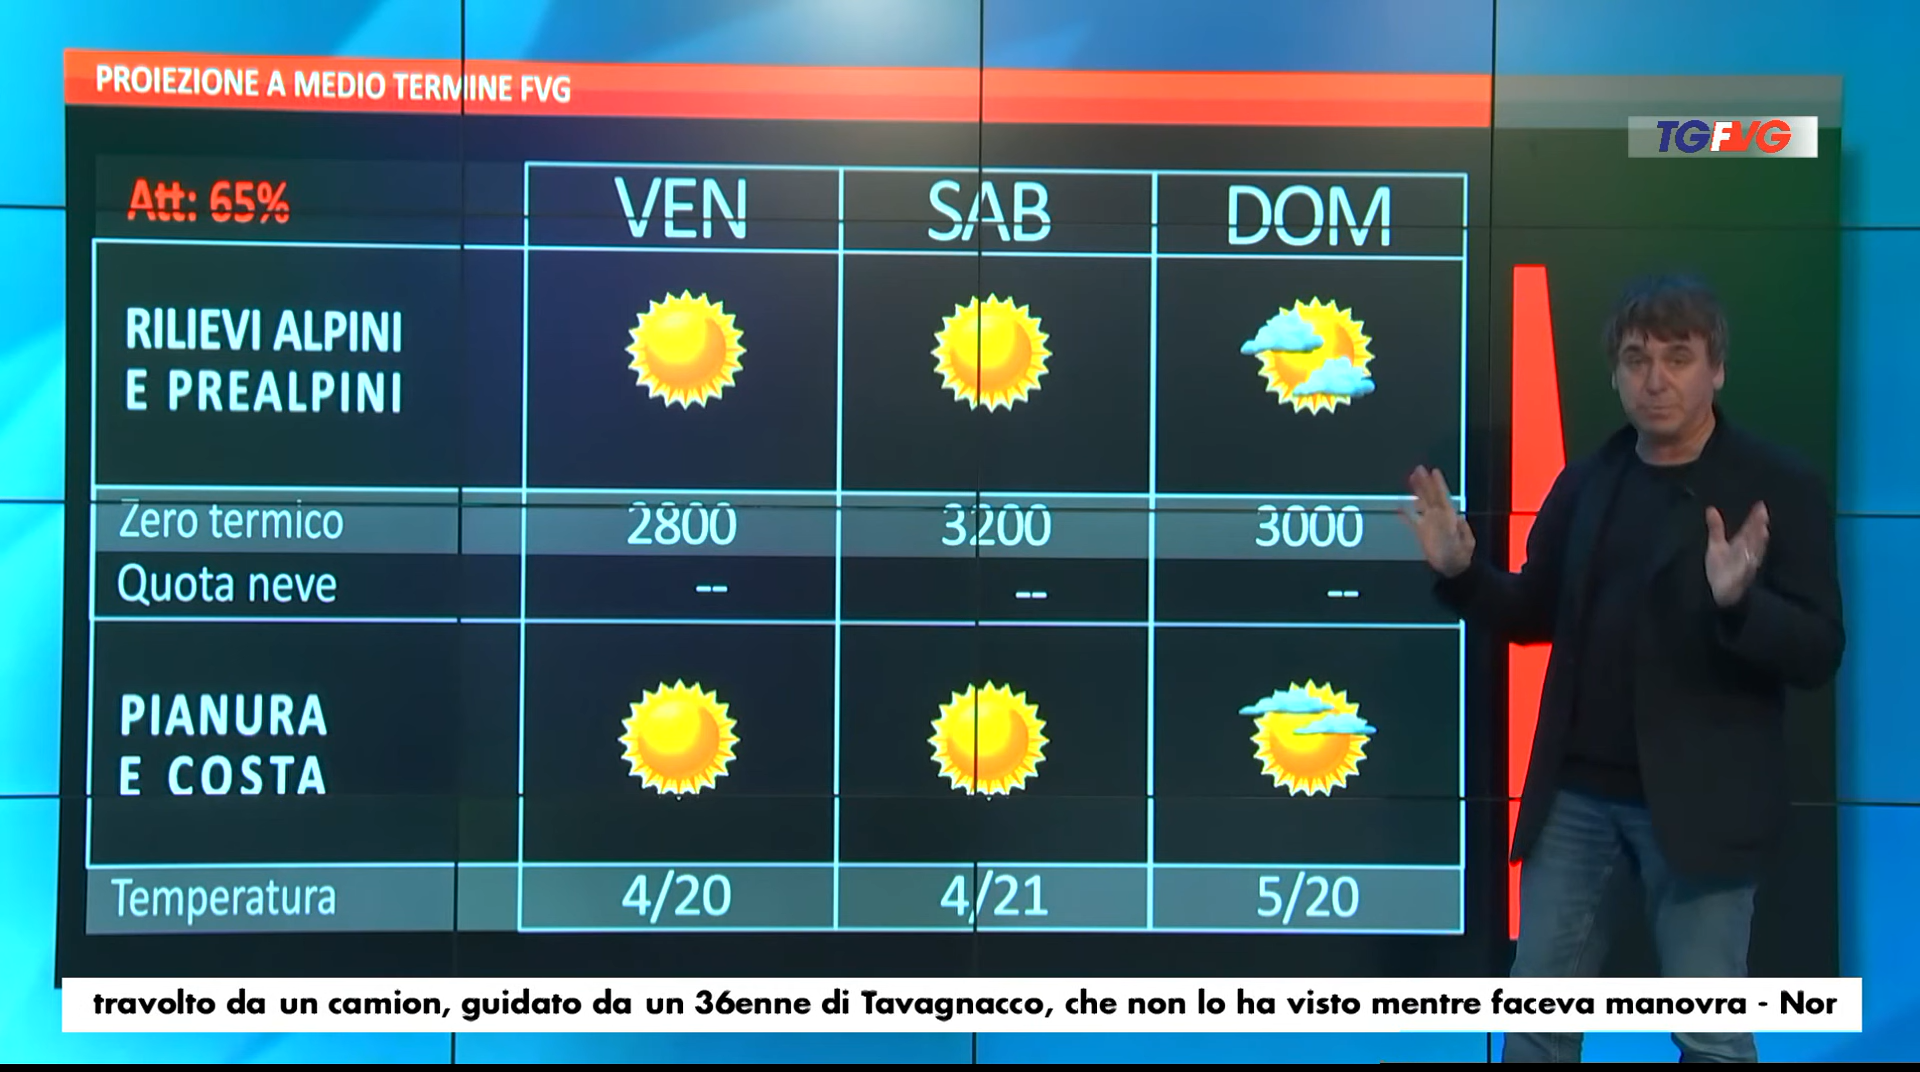 PROIEZIONE A MEDIO TERMINE FVG
TGFVG
Att: 65%
VEN SAB DOM
RILIEVI ALPINI
E PREALPINI
Zero termico 2800 3200 3000
Quota neve -- -- --
PIANURA
E COSTA
Temperatura 4/20 4/21 5/20
travolto da un camion, guidato da un 36enne di Tavagnacco, che non lo ha visto mentre faceva manovra - Nor